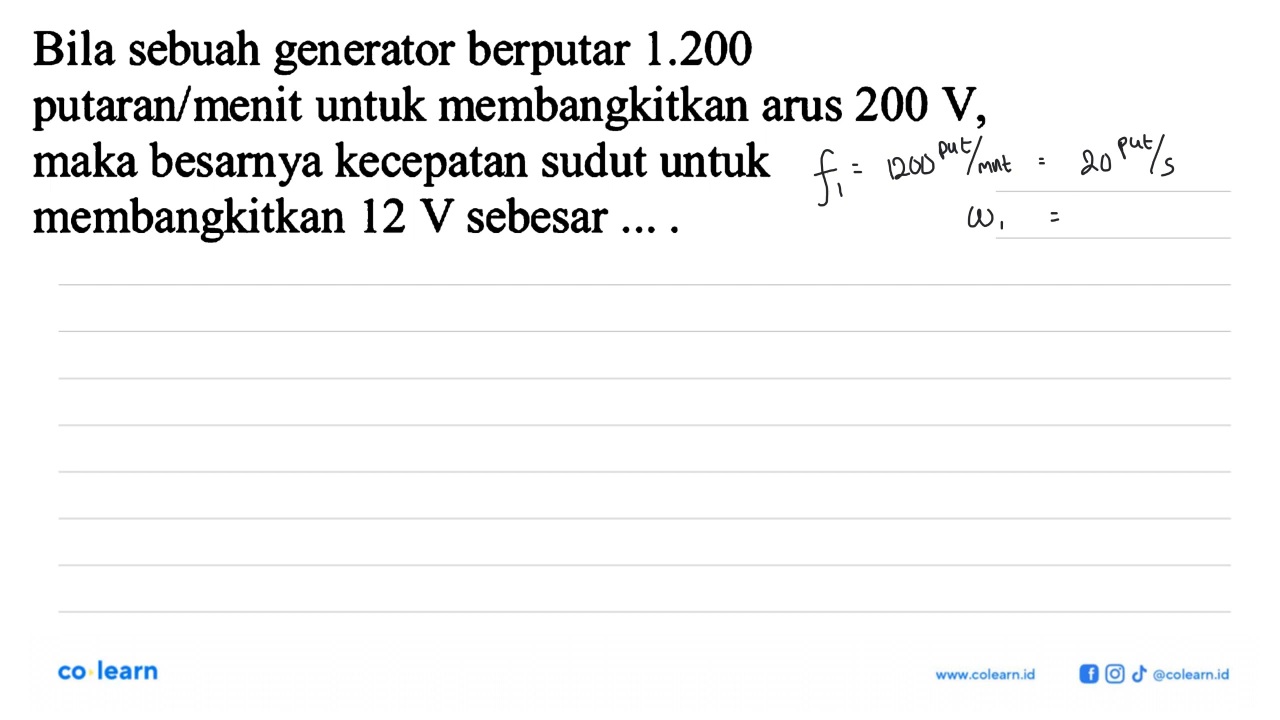 Bila sebuah generator berputar 1.200
putaran/menit untuk membangkitkan arus 200 V,
maka besarnya kecepatan sudut untuk
membangkitkan 12 V sebesar ... .
f₁ = 1200 put/mnt = 20 put/s
ω₁ =
co learn
www.colearn.id
@colearn.id